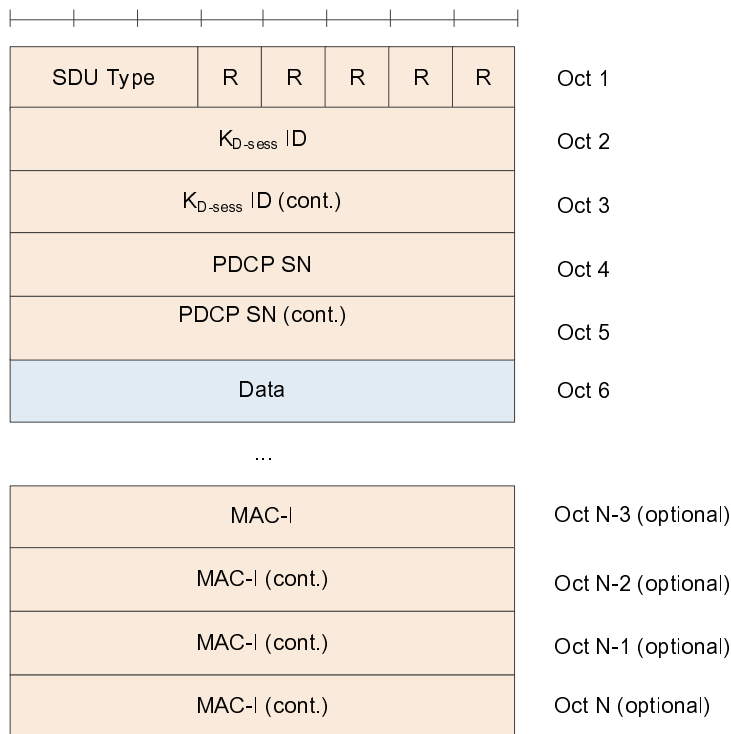 SDU Type R R R R R Oct 1
K_D-sess ID Oct 2
K_D-sess ID (cont.) Oct 3
PDCP SN Oct 4
PDCP SN (cont.) Oct 5
Data Oct 6
...
MAC-I Oct N-3 (optional)
MAC-I (cont.) Oct N-2 (optional)
MAC-I (cont.) Oct N-1 (optional)
MAC-I (cont.) Oct N (optional)